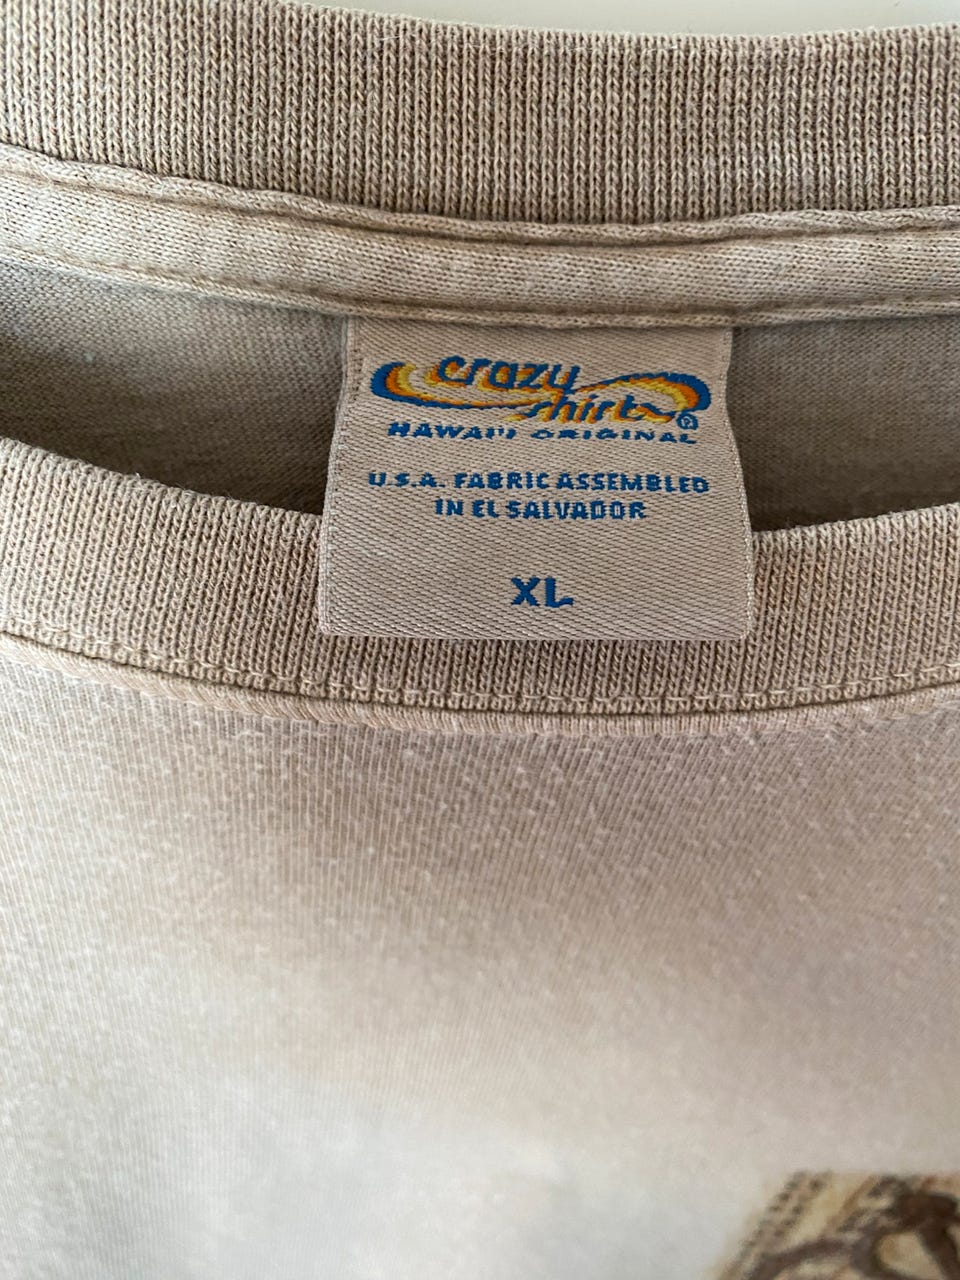 crazy
shirts®
HAWAI'I ORIGINAL
U.S.A. FABRIC ASSEMBLED
IN EL SALVADOR
XL